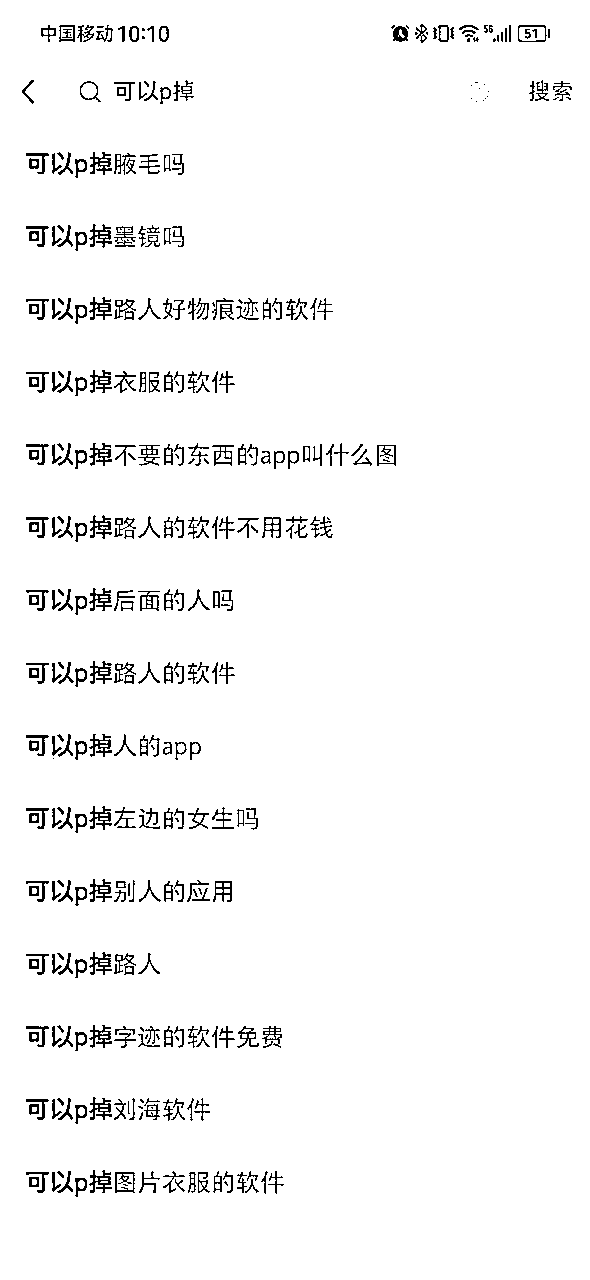 中国移动 10:10 5G 51
可以p掉 搜索
可以p掉腋毛吗
可以p掉墨镜吗
可以p掉路人好物痕迹的软件
可以p掉衣服的软件
可以p掉不要的东西的app叫什么图
可以p掉路人的软件不用花钱
可以p掉后面的人吗
可以p掉路人的软件
可以p掉人的app
可以p掉左边的女生吗
可以p掉别人的应用
可以p掉路人
可以p掉字迹的软件免费
可以p掉刘海软件
可以p掉图片衣服的软件